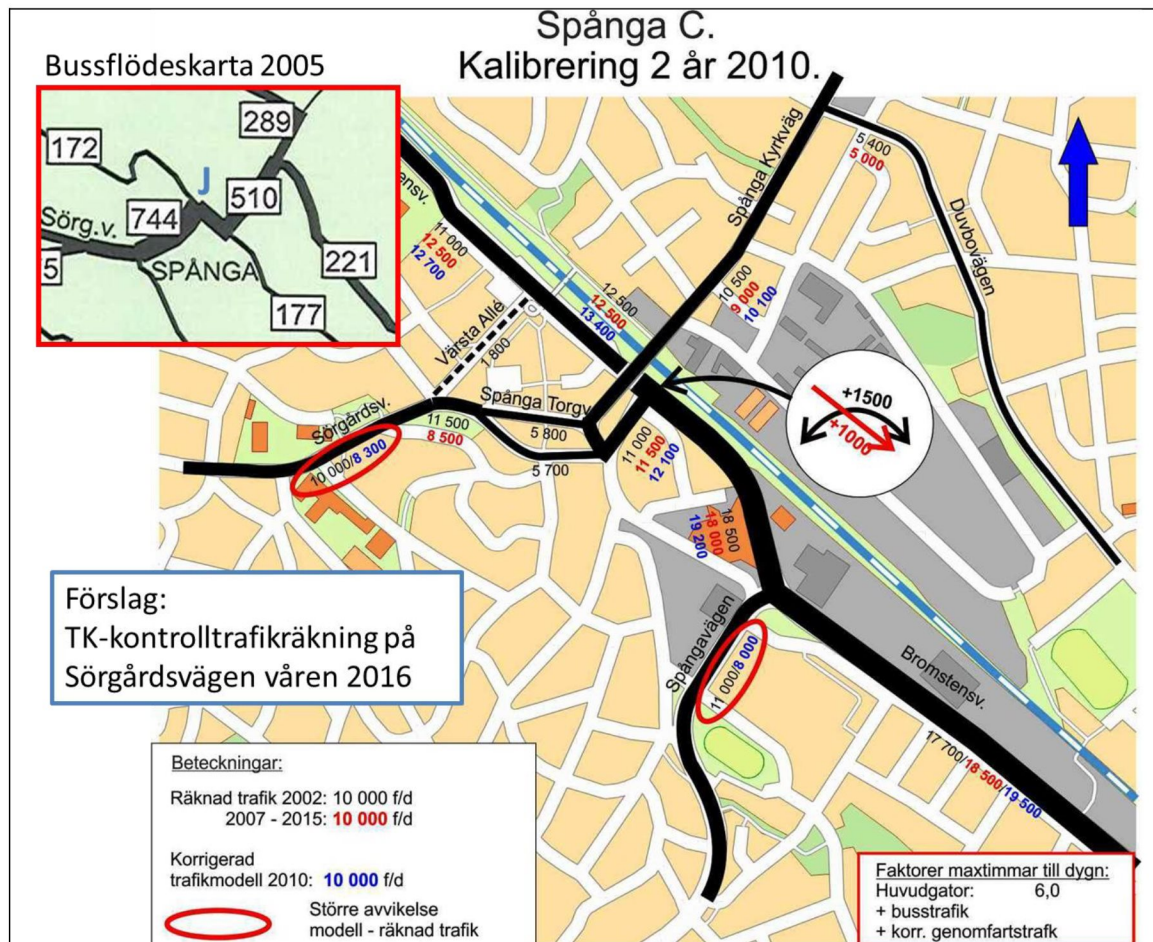 Spånga C.
Kalibrering 2 år 2010.
Bussflödeskarta 2005
289
172
J
510
744
Sörg.v.
5
SPÅNGA
221
177
Spånga Kyrkväg
5 400
5 000
Duvbovägen
ensv.
11 000
12 500
12 700
12 500
12 500
13 400
10 500
9 000
10 100
Värsta Allé
1 800
+1500
+1000
Spånga Torgv.
Sörgårdsv.
11 500
8 500
5 800
5 700
11 000
11 500
12 100
10 000/8 300
18 500
18 000
19 200
Förslag:
TK-kontrolltrafikräkning på
Sörgårdsvägen våren 2016
Spångavägen
11 000/8 000
Bromstensv.
17 700/18 500/19 500
Beteckningar:
Räknad trafik 2002: 10 000 f/d
2007 - 2015: 10 000 f/d
Korrigerad
trafikmodell 2010: 10 000 f/d
Större avvikelse
modell - räknad trafik
Faktorer maxtimmar till dygn:
Huvudgator: 6,0
+ busstrafik
+ korr. genomfartstrafk